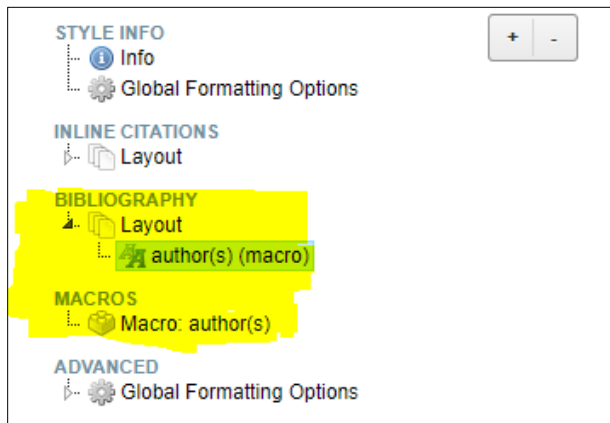 STYLE INFO
+ -
Info
Global Formatting Options
INLINE CITATIONS
Layout
BIBLIOGRAPHY
Layout
author(s) (macro)
MACROS
Macro: author(s)
ADVANCED
Global Formatting Options